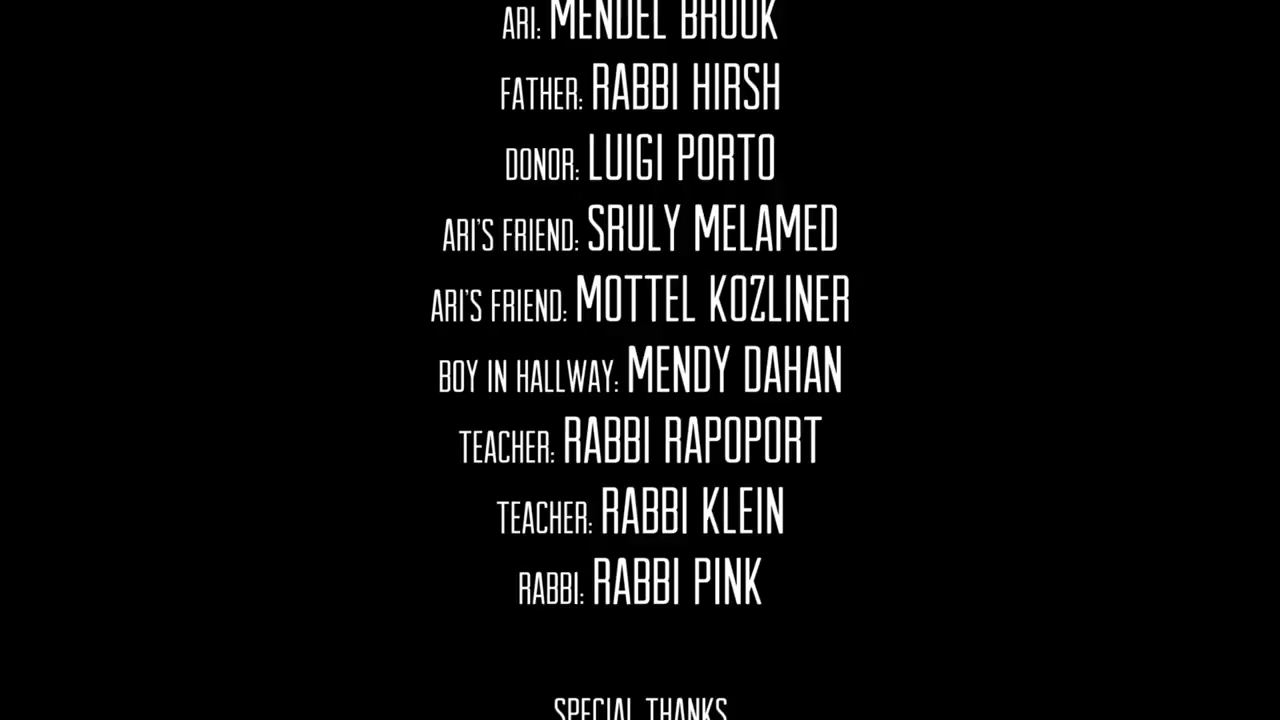 ARI: MENDEL BROOK
FATHER: RABBI HIRSH
DONOR: LUIGI PORTO
ARI'S FRIEND: SRULY MELAMED
ARI'S FRIEND: MOTTEL KOZLINER
BOY IN HALLWAY: MENDY DAHAN
TEACHER: RABBI RAPOPORT
TEACHER: RABBI KLEIN
RABBI: RABBI PINK
SPECIAL THANKS